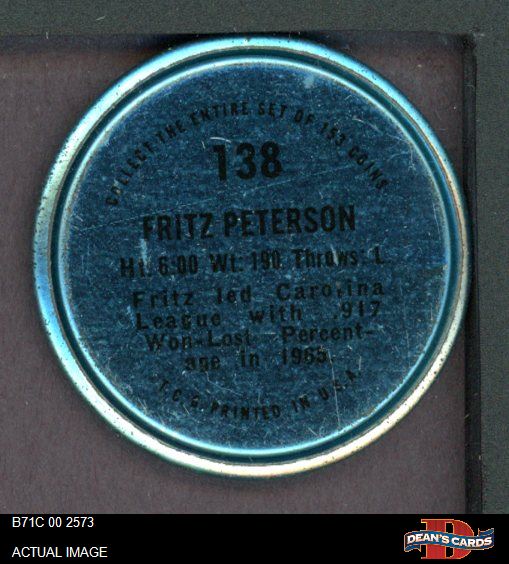 COLLECT THE ENTIRE SET OF 153 COINS
138
FRITZ PETERSON
Ht. 6.00 Wt. 190 Throws: L
Fritz led Carolina
League with .917
Won-Lost Percent-
age in 1965.
T.C.G. PRINTED IN U.S.A.
B71C 00 2573
ACTUAL IMAGE
D
DEAN'S CARDS